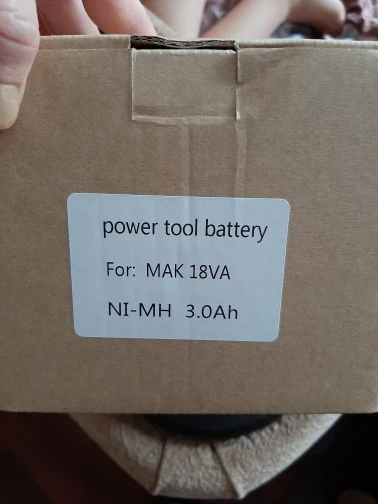 power tool battery
For: MAK 18VA
NI-MH 3.0Ah